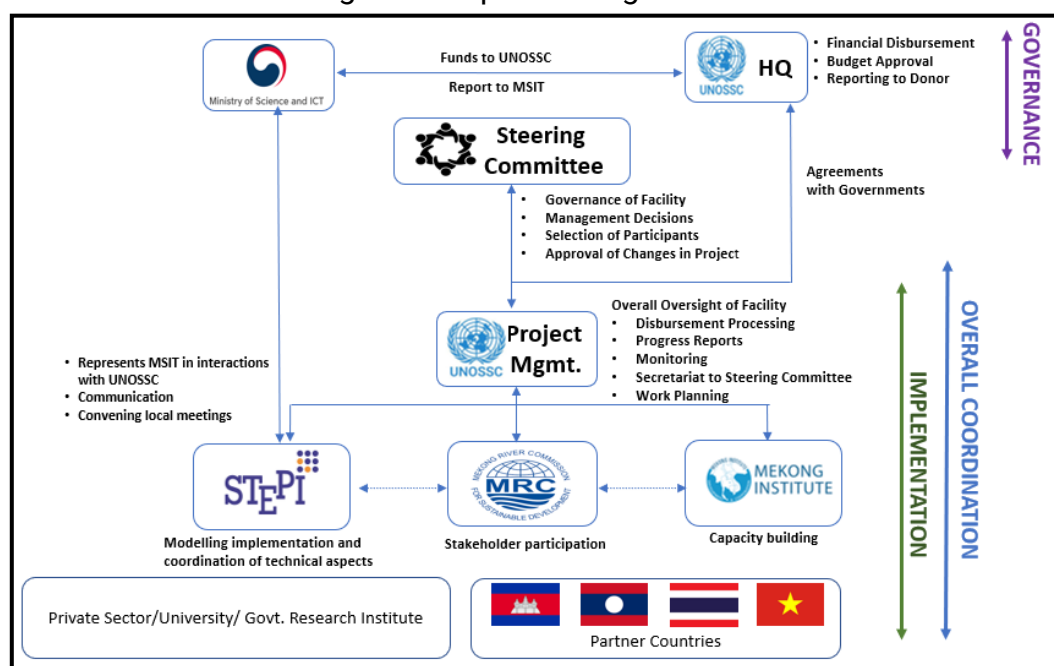 Ministry of Science and ICT
Funds to UNOSSC
Report to MSIT
UNOSSC
HQ
• Financial Disbursement
• Budget Approval
• Reporting to Donor
GOVERNANCE
Steering
Committee
• Governance of Facility
• Management Decisions
• Selection of Participants
• Approval of Changes in Project
Agreements
with Governments
UNOSSC
Project
Mgmt.
Overall Oversight of Facility
• Disbursement Processing
• Progress Reports
• Monitoring
• Secretariat to Steering Committee
• Work Planning
• Represents MSIT in interactions
with UNOSSC
• Communication
• Convening local meetings
IMPLEMENTATION
OVERALL COORDINATION
STEPI
MEKONG RIVER COMMISSION
MRC
FOR SUSTAINABLE DEVELOPMENT
MEKONG
INSTITUTE
Modelling implementation and
coordination of technical aspects
Stakeholder participation
Capacity building
Private Sector/University/ Govt. Research Institute
Partner Countries